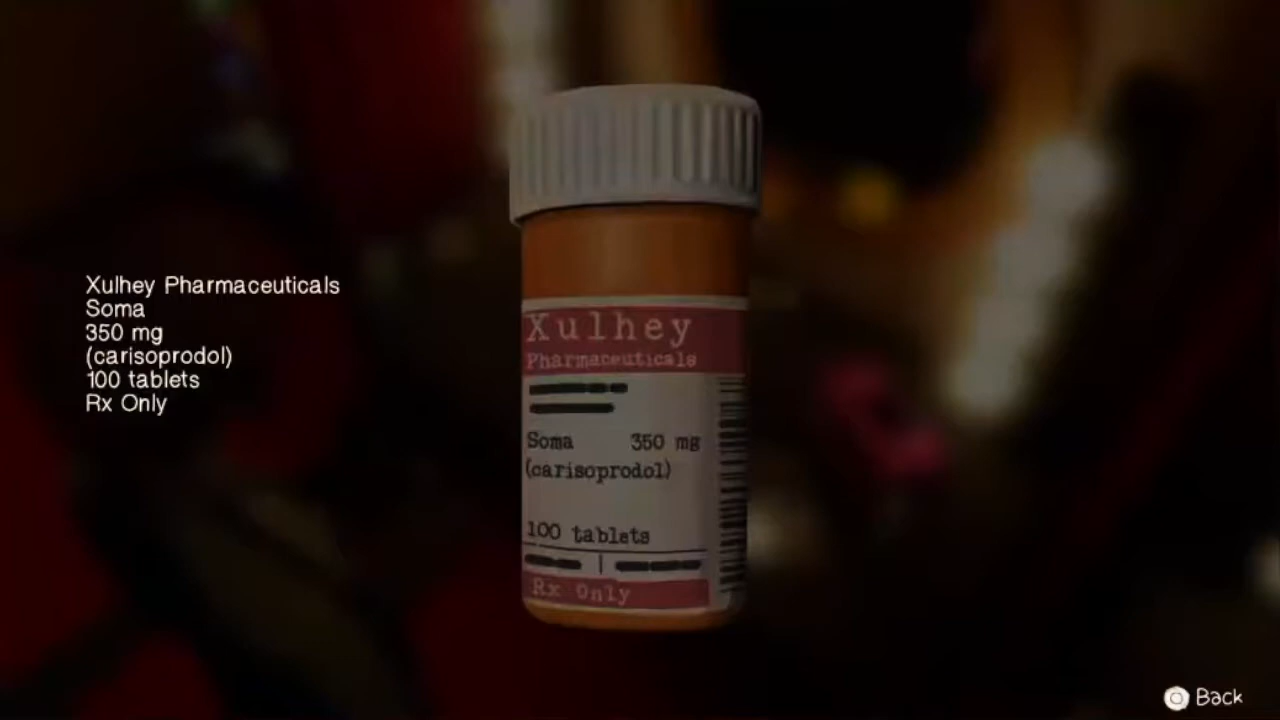 Xulhey Pharmaceuticals
Soma
350 mg
(carisoprodol)
100 tablets
Rx Only
Xulhey
Pharmaceuticals
Soma 350 mg
(carisoprodol)
100 tablets
Rx Only
Back